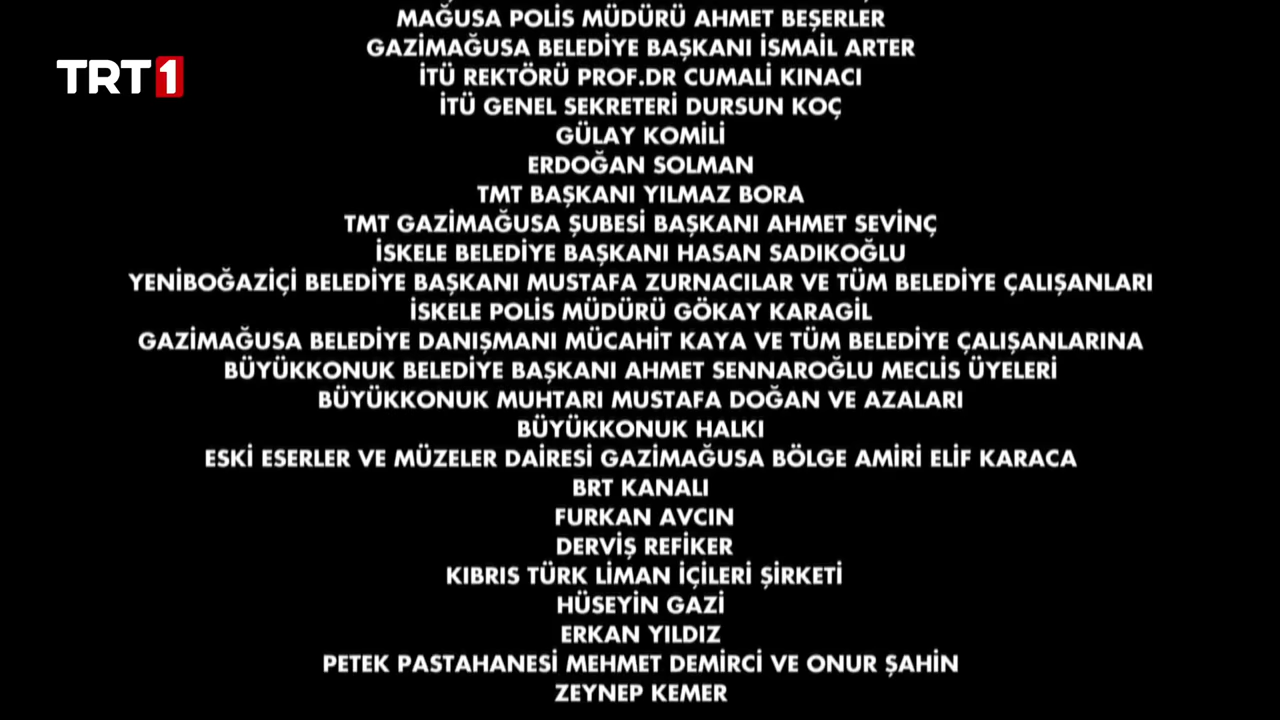 MAĞUSA POLİS MÜDÜRÜ AHMET BEŞERLER
GAZİMAĞUSA BELEDİYE BAŞKANI İSMAİL ARTER
TRT 1
İTÜ REKTÖRÜ PROF.DR CUMALİ KINACI
İTÜ GENEL SEKRETERİ DURSUN KOÇ
GÜLAY KOMİLİ
ERDOĞAN SOLMAN
TMT BAŞKANI YILMAZ BORA
TMT GAZİMAĞUSA ŞUBESİ BAŞKANI AHMET SEVİNÇ
İSKELE BELEDİYE BAŞKANI HASAN SADIKOĞLU
YENİBOĞAZİÇİ BELEDİYE BAŞKANI MUSTAFA ZURNACILAR VE TÜM BELEDİYE ÇALIŞANLARI
İSKELE POLİS MÜDÜRÜ GÖKAY KARAGİL
GAZİMAĞUSA BELEDİYE DANIŞMANI MÜCAHİT KAYA VE TÜM BELEDİYE ÇALIŞANLARINA
BÜYÜKKONUK BELEDİYE BAŞKANI AHMET SENNAROĞLU MECLİS ÜYELERİ
BÜYÜKKONUK MUHTARI MUSTAFA DOĞAN VE AZALARI
BÜYÜKKONUK HALKI
ESKİ ESERLER VE MÜZELER DAİRESİ GAZİMAĞUSA BÖLGE AMİRİ ELİF KARACA
BRT KANALI
FURKAN AVCIN
DERVİŞ REFİKER
KIBRIS TÜRK LİMAN İÇİLERİ ŞİRKETİ
HÜSEYİN GAZİ
ERKAN YILDIZ
PETEK PASTAHANESİ MEHMET DEMİRCİ VE ONUR ŞAHİN
ZEYNEP KEMER